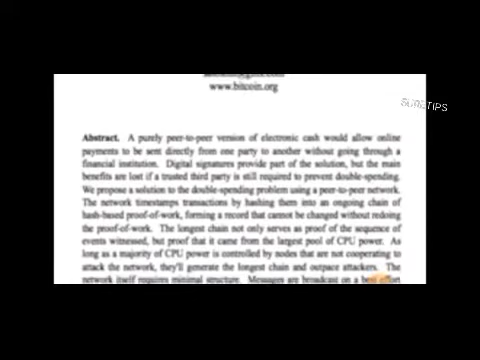 www.bitcoin.org
SURETIPS
Abstract. A purely peer-to-peer version of electronic cash would allow online
payments to be sent directly from one party to another without going through a
financial institution. Digital signatures provide part of the solution, but the main
benefits are lost if a trusted third party is still required to prevent double-spending.
We propose a solution to the double-spending problem using a peer-to-peer network.
The network timestamps transactions by hashing them into an ongoing chain of
hash-based proof-of-work, forming a record that cannot be changed without redoing
the proof-of-work. The longest chain not only serves as proof of the sequence of
events witnessed, but proof that it came from the largest pool of CPU power. As
long as a majority of CPU power is controlled by nodes that are not cooperating to
attack the network, they'll generate the longest chain and outpace attackers. The
network itself requires minimal structure. Messages are broadcast on a best effort